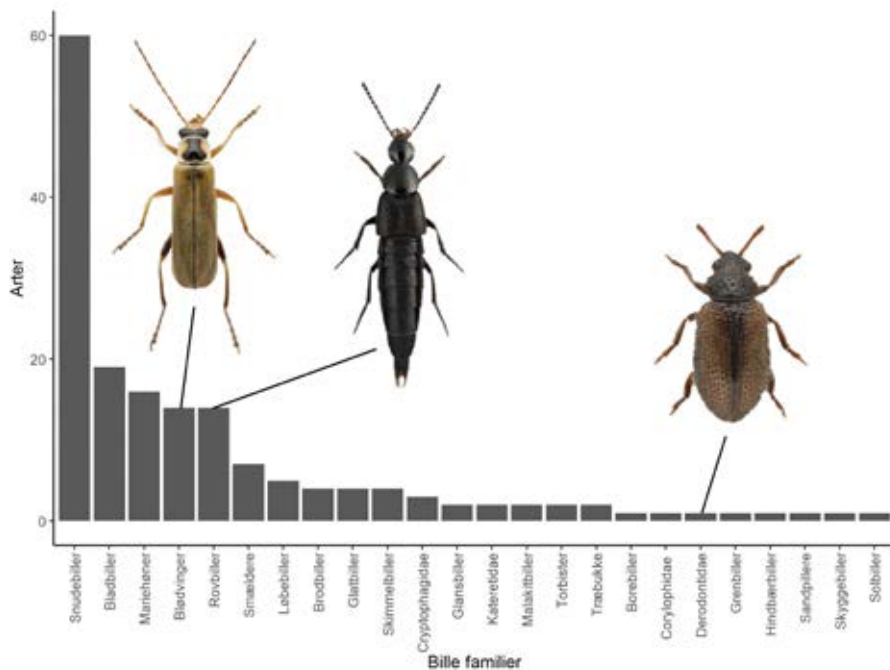 60
40
20
0
Arter
Snudebiller
Bladbiller
Mariehøner
Blødvinger
Rovbiller
Smældere
Løbebiller
Brodbiller
Glatbiller
Skimmelbiller
Cryptophagidae
Glansbiller
Kateretidae
Malakitbiller
Torbister
Træbukke
Borebiller
Corylophidae
Derodontidae
Grenbiller
Hindbærbiller
Sandpillere
Skyggebiller
Solbiller
Bille familier